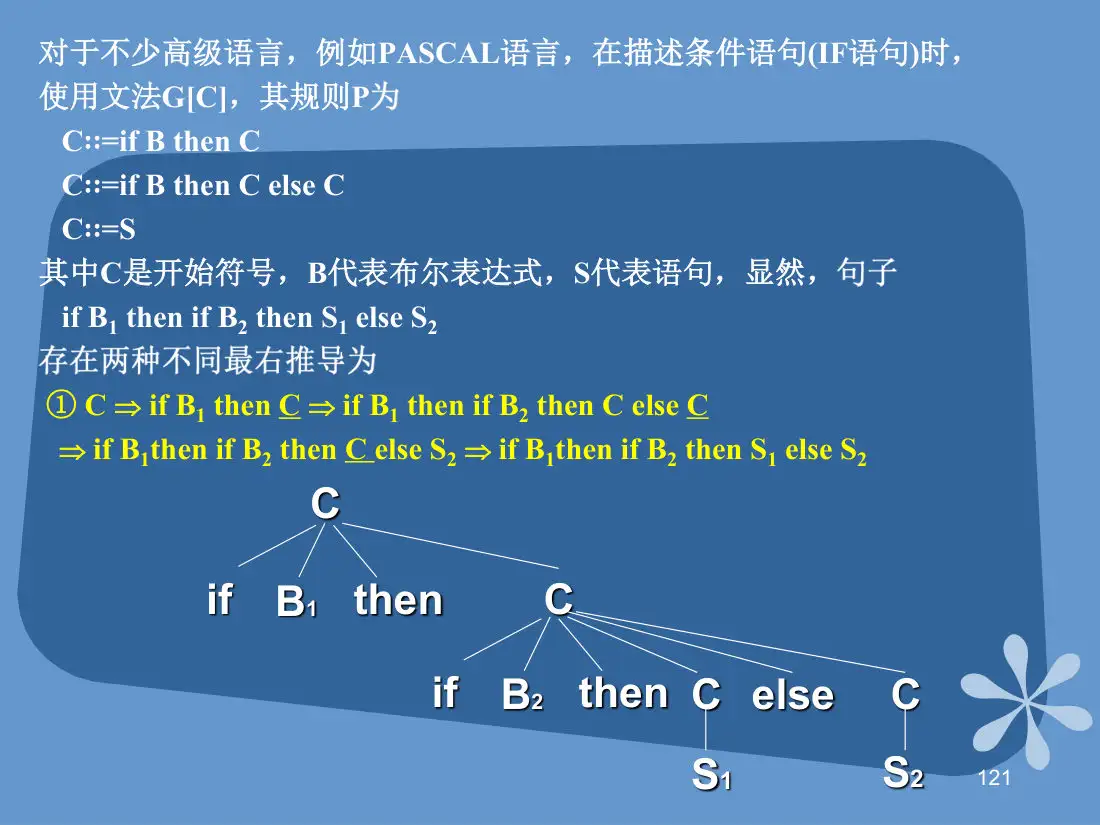 对于不少高级语言，例如PASCAL语言，在描述条件语句(IF语句)时，
使用文法G[C]，其规则P为
C∷=if B then C
C∷=if B then C else C
C∷=S
其中C是开始符号，B代表布尔表达式，S代表语句，显然，句子
if B1 then if B2 then S1 else S2
存在两种不同最右推导为
① C ⇒ if B1 then C ⇒ if B1 then if B2 then C else C
⇒ if B1then if B2 then C else S2 ⇒ if B1then if B2 then S1 else S2
C
if B1 then C
if B2 then C else C
S1 S2
121